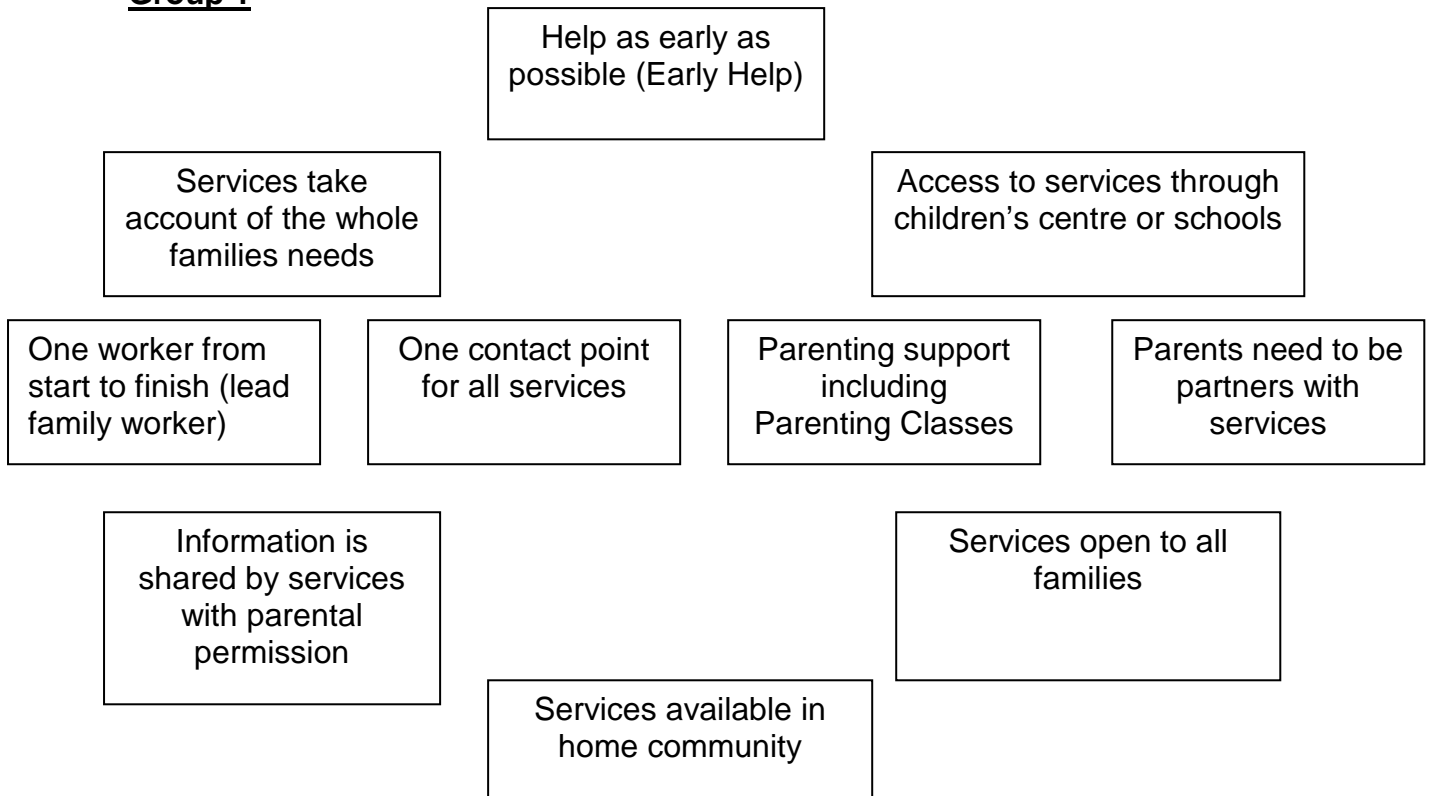 Help as early as
possible (Early Help)
Services take
account of the whole
families needs
Access to services through
children’s centre or schools
One worker from
start to finish (lead
family worker)
One contact point
for all services
Parenting support
including
Parenting Classes
Parents need to be
partners with
services
Information is
shared by services
with parental
permission
Services open to all
families
Services available in
home community